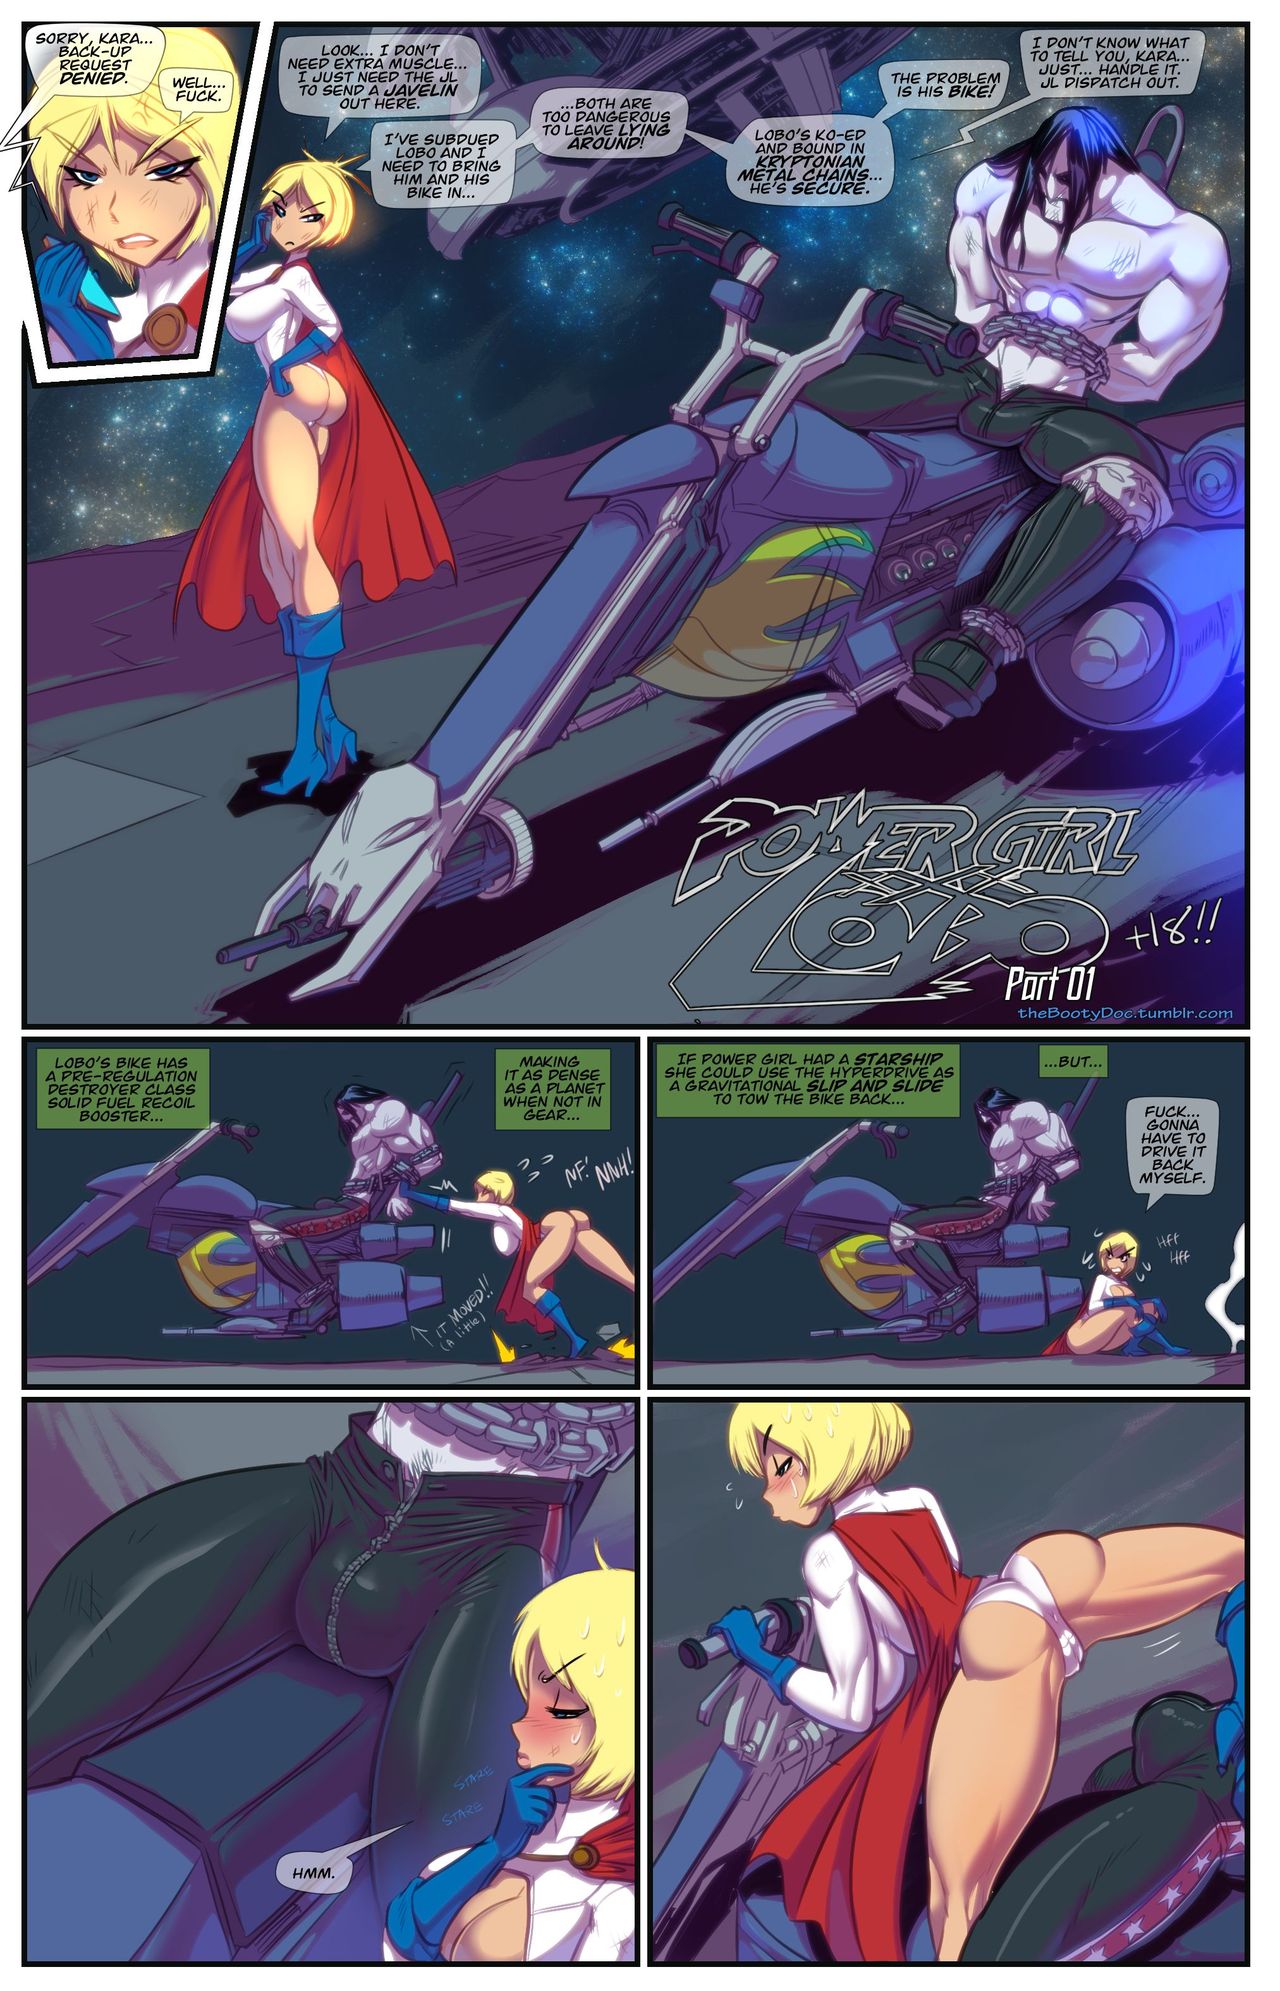 SORRY, KARA...
BACK-UP
REQUEST
DENIED.
WELL...
FUCK.
LOOK... I DON'T
NEED EXTRA MUSCLE...
I JUST NEED THE JL
TO SEND A JAVELIN
OUT HERE.
I'VE SUBDUED
LOBO AND I
NEED TO BRING
HIM AND HIS
BIKE IN...
...BOTH ARE
TOO DANGEROUS
TO LEAVE LYING
AROUND!
LOBO'S KO-ED
AND BOUND IN
KRYPTONIAN
METAL CHAINS...
HE'S SECURE.
THE PROBLEM
IS HIS BIKE!
I DON'T KNOW WHAT
TO TELL YOU, KARA...
JUST... HANDLE IT.
JL DISPATCH OUT.
POWER GIRL
X
LOBO
+18!!
Part 01
theBootyDoc.tumblr.com
LOBO'S BIKE HAS
A PRE-REGULATION
DESTROYER CLASS
SOLID FUEL RECOIL
BOOSTER...
MAKING
IT AS DENSE
AS A PLANET
WHEN NOT IN
GEAR...
NF! NNH!
IT MOVED!!
(A little)
IF POWER GIRL HAD A STARSHIP
SHE COULD USE THE HYPERDRIVE AS
A GRAVITATIONAL SLIP AND SLIDE
TO TOW THE BIKE BACK...
...BUT...
FUCK...
GONNA
HAVE TO
DRIVE IT
BACK
MYSELF.
Hff
Hff
STARE
STARE
HMM.